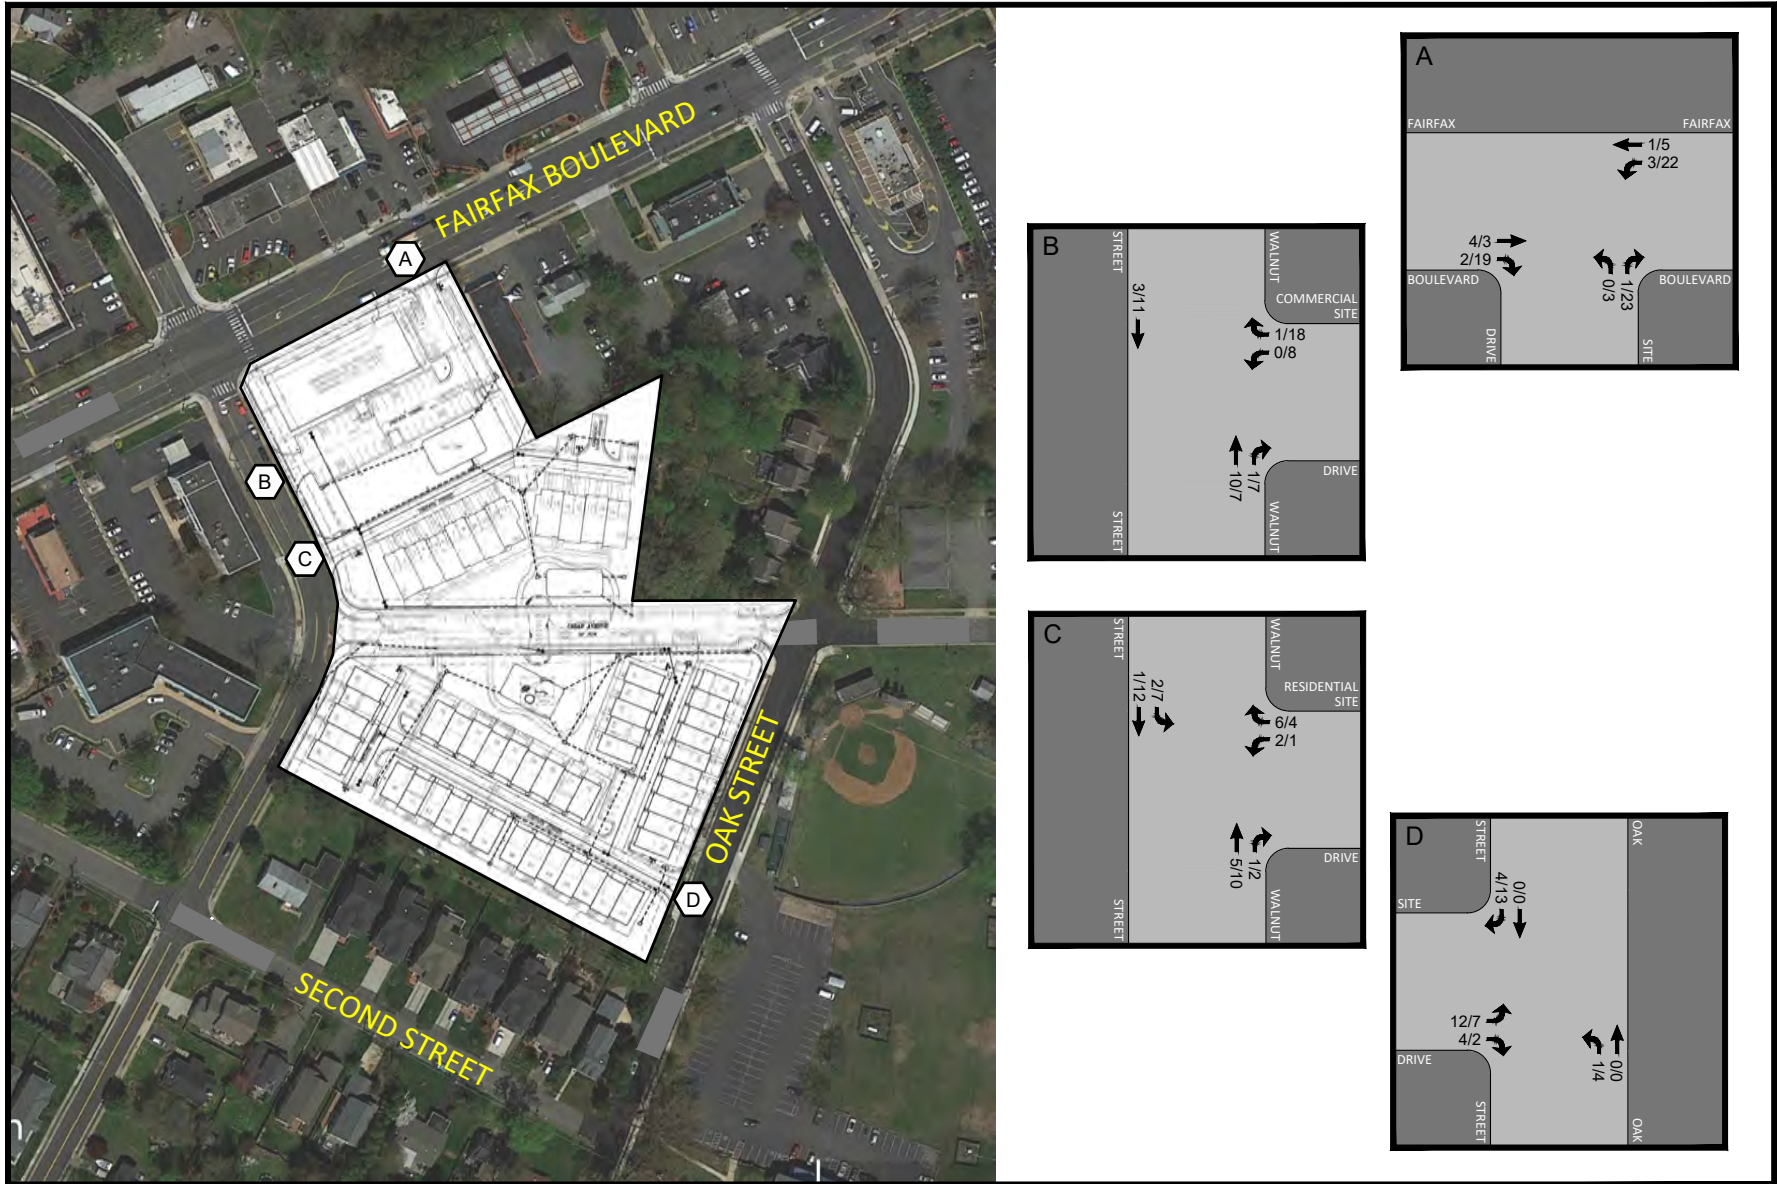 FAIRFAX BOULEVARD
A
B
C
D
OAK STREET
SECOND STREET
A
FAIRFAX
FAIRFAX
1/5
3/22
4/3
2/19
0/3
1/23
BOULEVARD
BOULEVARD
DRIVE
SITE
B
STREET
WALNUT
COMMERCIAL
SITE
3/11
1/18
0/8
10/7
1/7
DRIVE
STREET
WALNUT
C
STREET
WALNUT
RESIDENTIAL
SITE
1/12
2/7
6/4
2/1
5/10
1/2
DRIVE
STREET
WALNUT
D
STREET
OAK
SITE
4/13
0/0
12/7
4/2
1/4
0/0
DRIVE
STREET
OAK